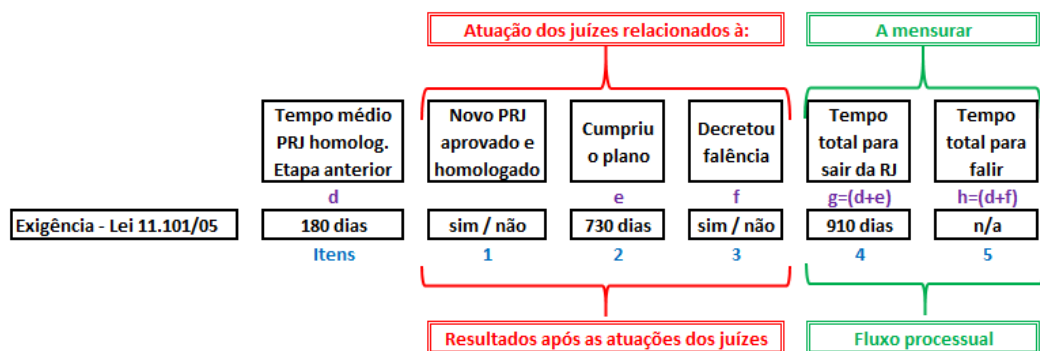 Atuação dos juízes relacionados à:
A mensurar
Tempo médio
PRJ homolog.
Etapa anterior
Novo PRJ
aprovado e
homologado
Cumpriu
o plano
Decretou
falência
Tempo
total para
sair da RJ
Tempo
total para
falir
d
e
f
g=(d+e)
h=(d+f)
Exigência - Lei 11.101/05
180 dias
sim / não
730 dias
sim / não
910 dias
n/a
Itens
1
2
3
4
5
Resultados após as atuações dos juízes
Fluxo processual